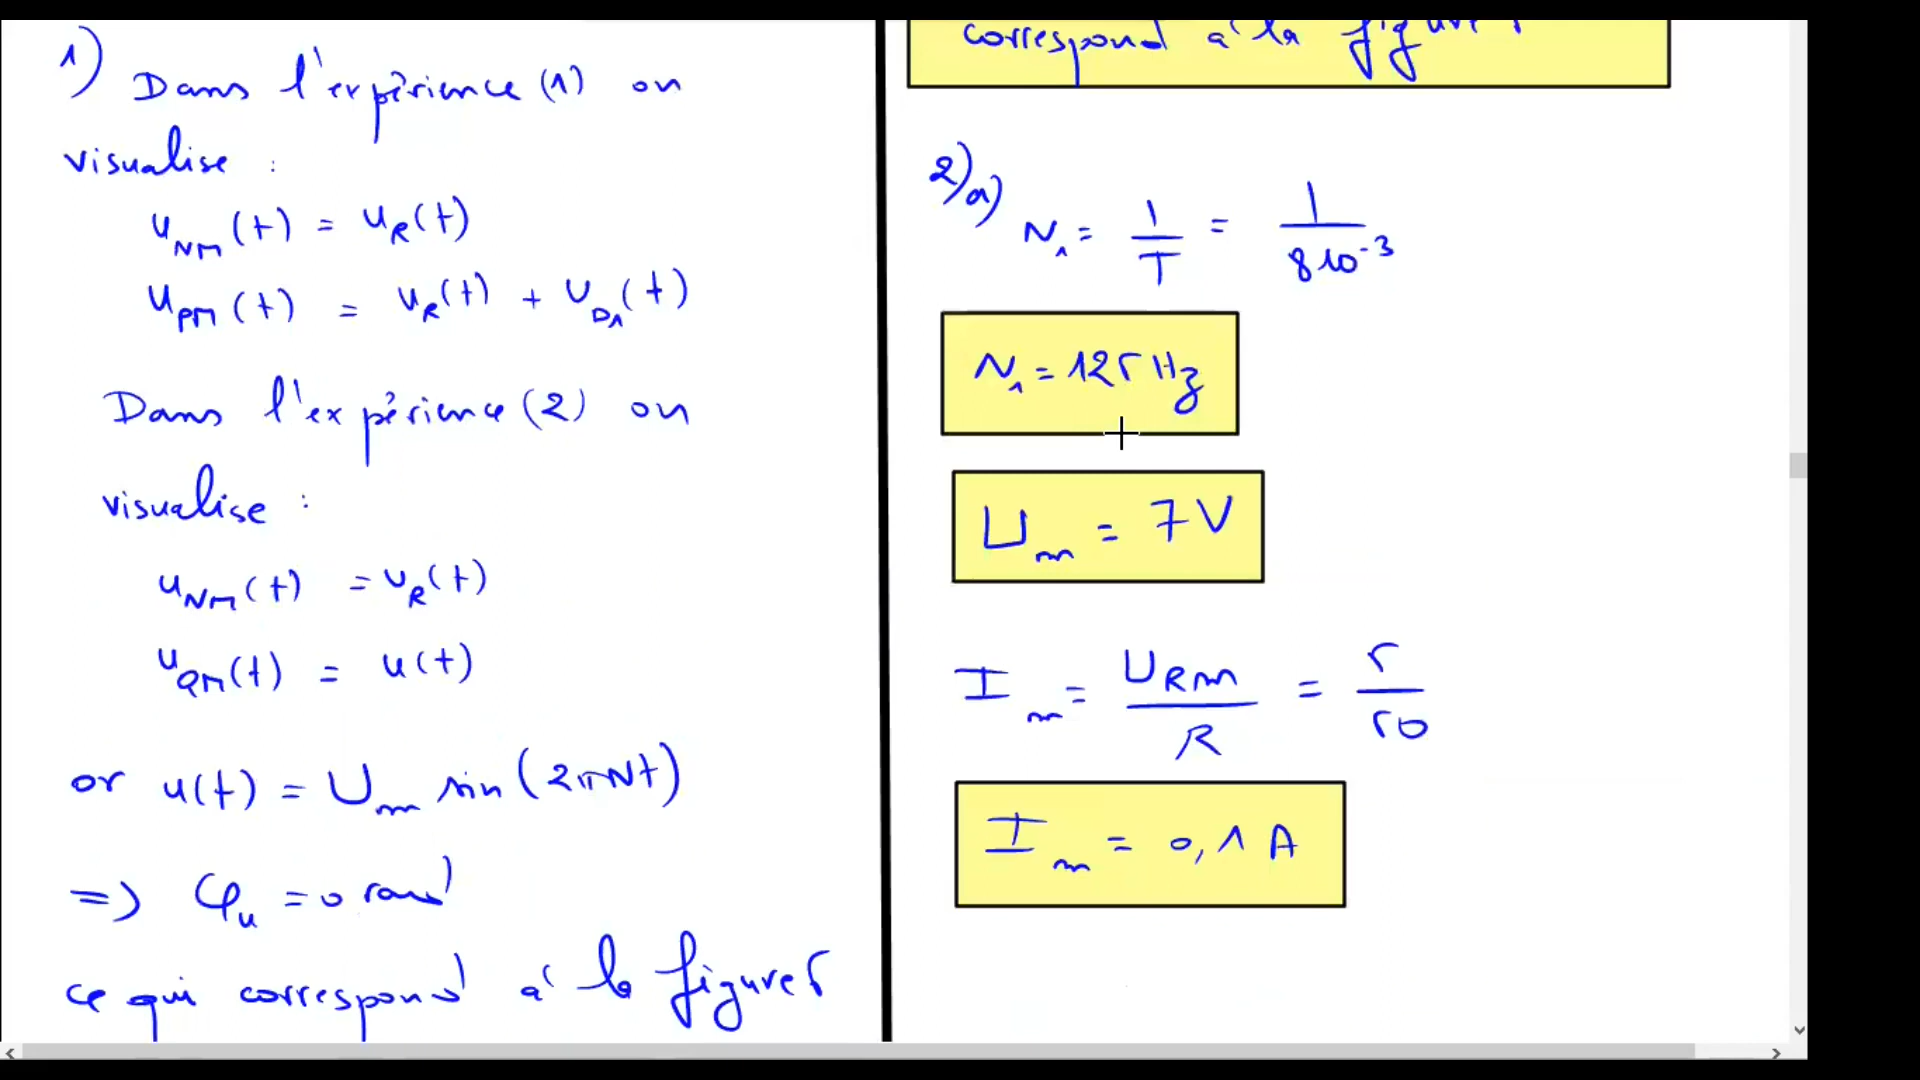 1) Dans l'expérience (1) on
visualise :
u_NM (t) = u_R (t)
u_PM (t) = u_R (t) + u_D1 (t)
Dans l'expérience (2) on
visualise :
u_NM (t) = u_R (t)
u_QM (t) = u (t)
or u(t) = U_m sin (2πNt)
=> φ_u = 0 rad
ce qui correspond à la figure 5
correspond à la figure 5
2) a) N_1 = 1/T = 1/(8 10^-3)
N_1 = 125 Hz
U_m = 7 V
I_m = U_Rm/R = 5/50
I_m = 0,1 A